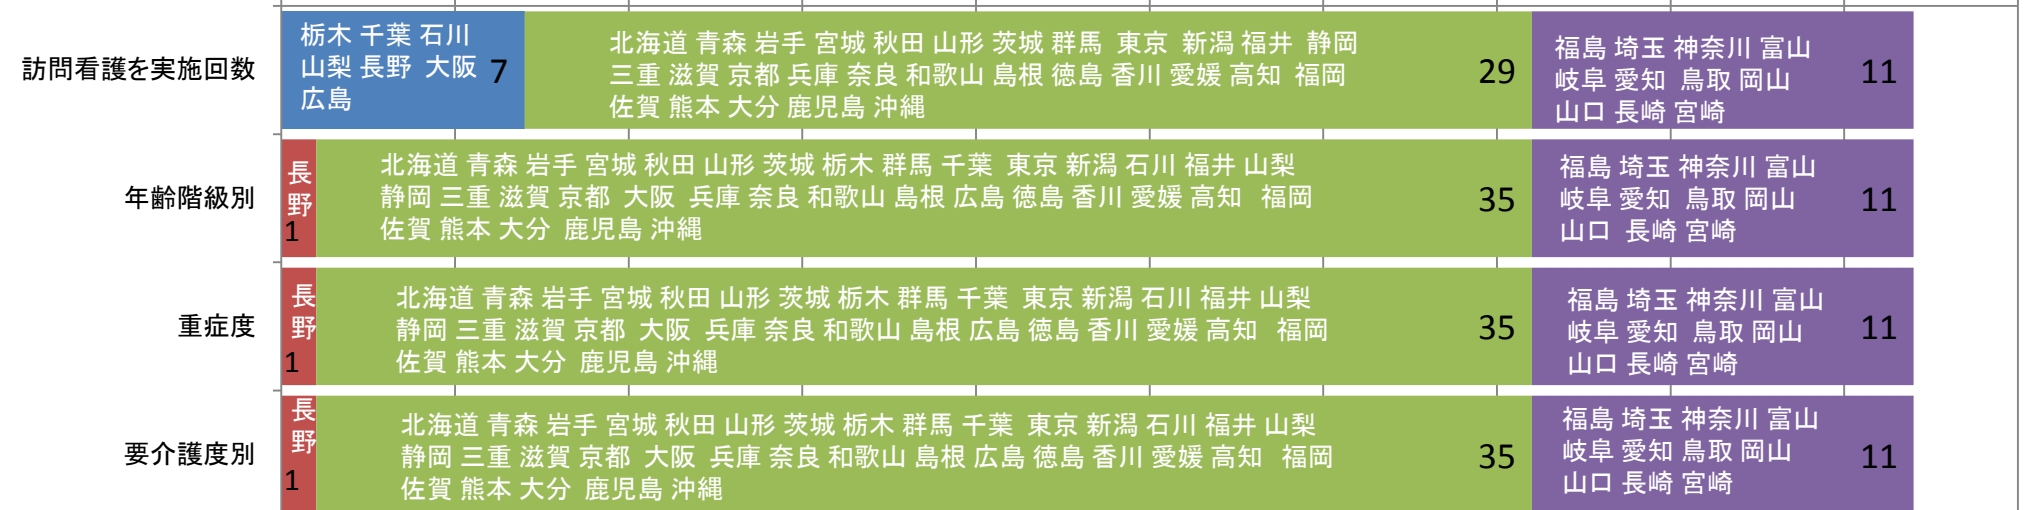 訪問看護を実施回数
栃木 千葉 石川
山梨 長野 大阪 7
広島
北海道 青森 岩手 宮城 秋田 山形 茨城 群馬 東京 新潟 福井 静岡
三重 滋賀 京都 兵庫 奈良 和歌山 島根 徳島 香川 愛媛 高知 福岡
佐賀 熊本 大分 鹿児島 沖縄
29
福島 埼玉 神奈川 富山
岐阜 愛知 鳥取 岡山
山口 長崎 宮崎
11
年齢階級別
長
野
1
北海道 青森 岩手 宮城 秋田 山形 茨城 栃木 群馬 千葉 東京 新潟 石川 福井 山梨
静岡 三重 滋賀 京都 大阪 兵庫 奈良 和歌山 島根 広島 徳島 香川 愛媛 高知 福岡
佐賀 熊本 大分 鹿児島 沖縄
35
福島 埼玉 神奈川 富山
岐阜 愛知 鳥取 岡山
山口 長崎 宮崎
11
重症度
長
野
1
北海道 青森 岩手 宮城 秋田 山形 茨城 栃木 群馬 千葉 東京 新潟 石川 福井 山梨
静岡 三重 滋賀 京都 大阪 兵庫 奈良 和歌山 島根 広島 徳島 香川 愛媛 高知 福岡
佐賀 熊本 大分 鹿児島 沖縄
35
福島 埼玉 神奈川 富山
岐阜 愛知 鳥取 岡山
山口 長崎 宮崎
11
要介護度別
長
野
1
北海道 青森 岩手 宮城 秋田 山形 茨城 栃木 群馬 千葉 東京 新潟 石川 福井 山梨
静岡 三重 滋賀 京都 大阪 兵庫 奈良 和歌山 島根 広島 徳島 香川 愛媛 高知 福岡
佐賀 熊本 大分 鹿児島 沖縄
35
福島 埼玉 神奈川 富山
岐阜 愛知 鳥取 岡山
山口 長崎 宮崎
11